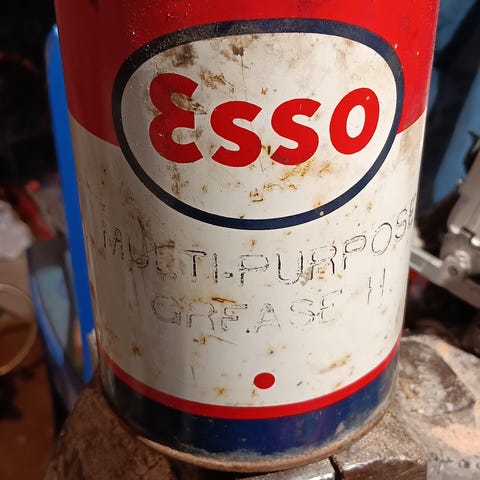 Esso
MULTI-PURPOSE
GREASE H.